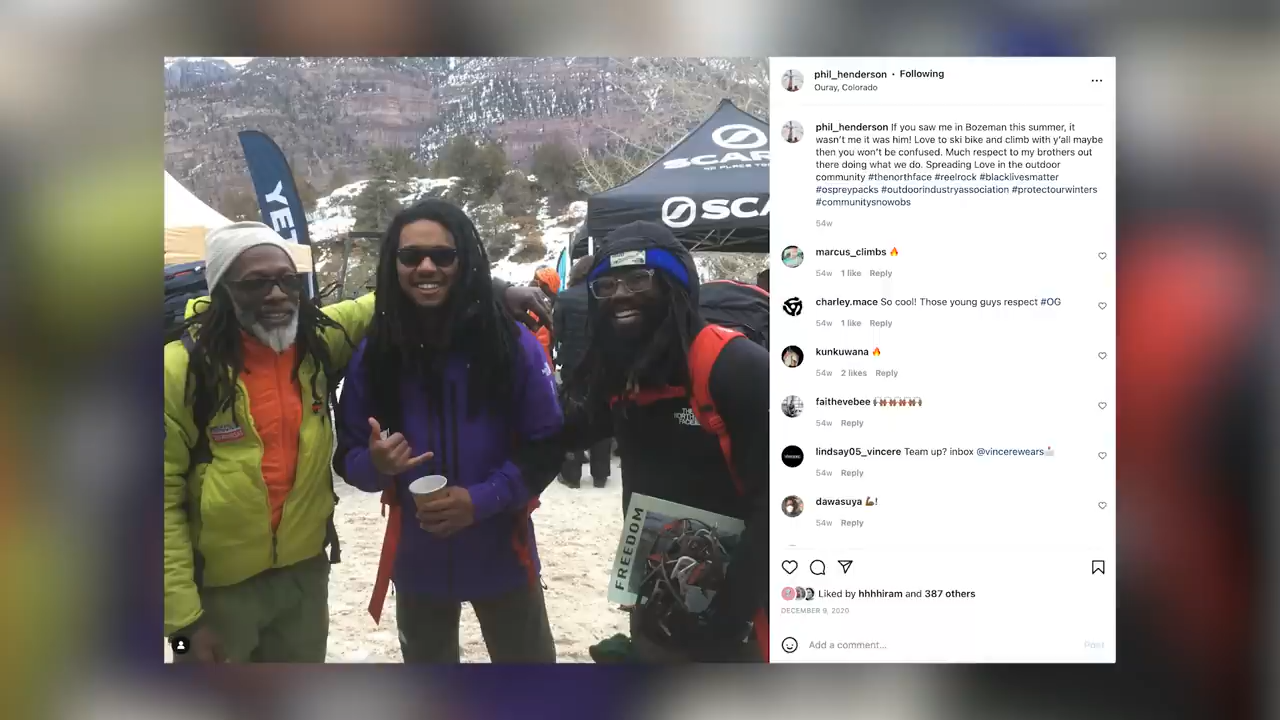 YET
SCAR
SCA
THE
NORTH
FACE
FREEDOM
phil_henderson • Following
Ouray, Colorado
phil_henderson If you saw me in Bozeman this summer, it
wasn't me it was him! Love to ski bike and climb with y'all maybe
then you won't be confused. Much respect to my brothers out
there doing what we do. Spreading Love in the outdoor
community #thenorthface #reelrock #blacklivesmatter
#ospreypacks #outdoorindustryassociation #protectourwinters
#communitysnowobs
54w
marcus_climbs 🔥
54w 1 like Reply
charley.mace So cool! Those young guys respect #OG
54w 1 like Reply
kunkuwana 🔥
54w 2 likes Reply
faithevebee
54w Reply
lindsay05_vincere Team up? inbox @vincerewears📩
54w Reply
dawasuya 💪🏾!
54w Reply
Liked by hhhhiram and 387 others
DECEMBER 9, 2020
Add a comment...
Post